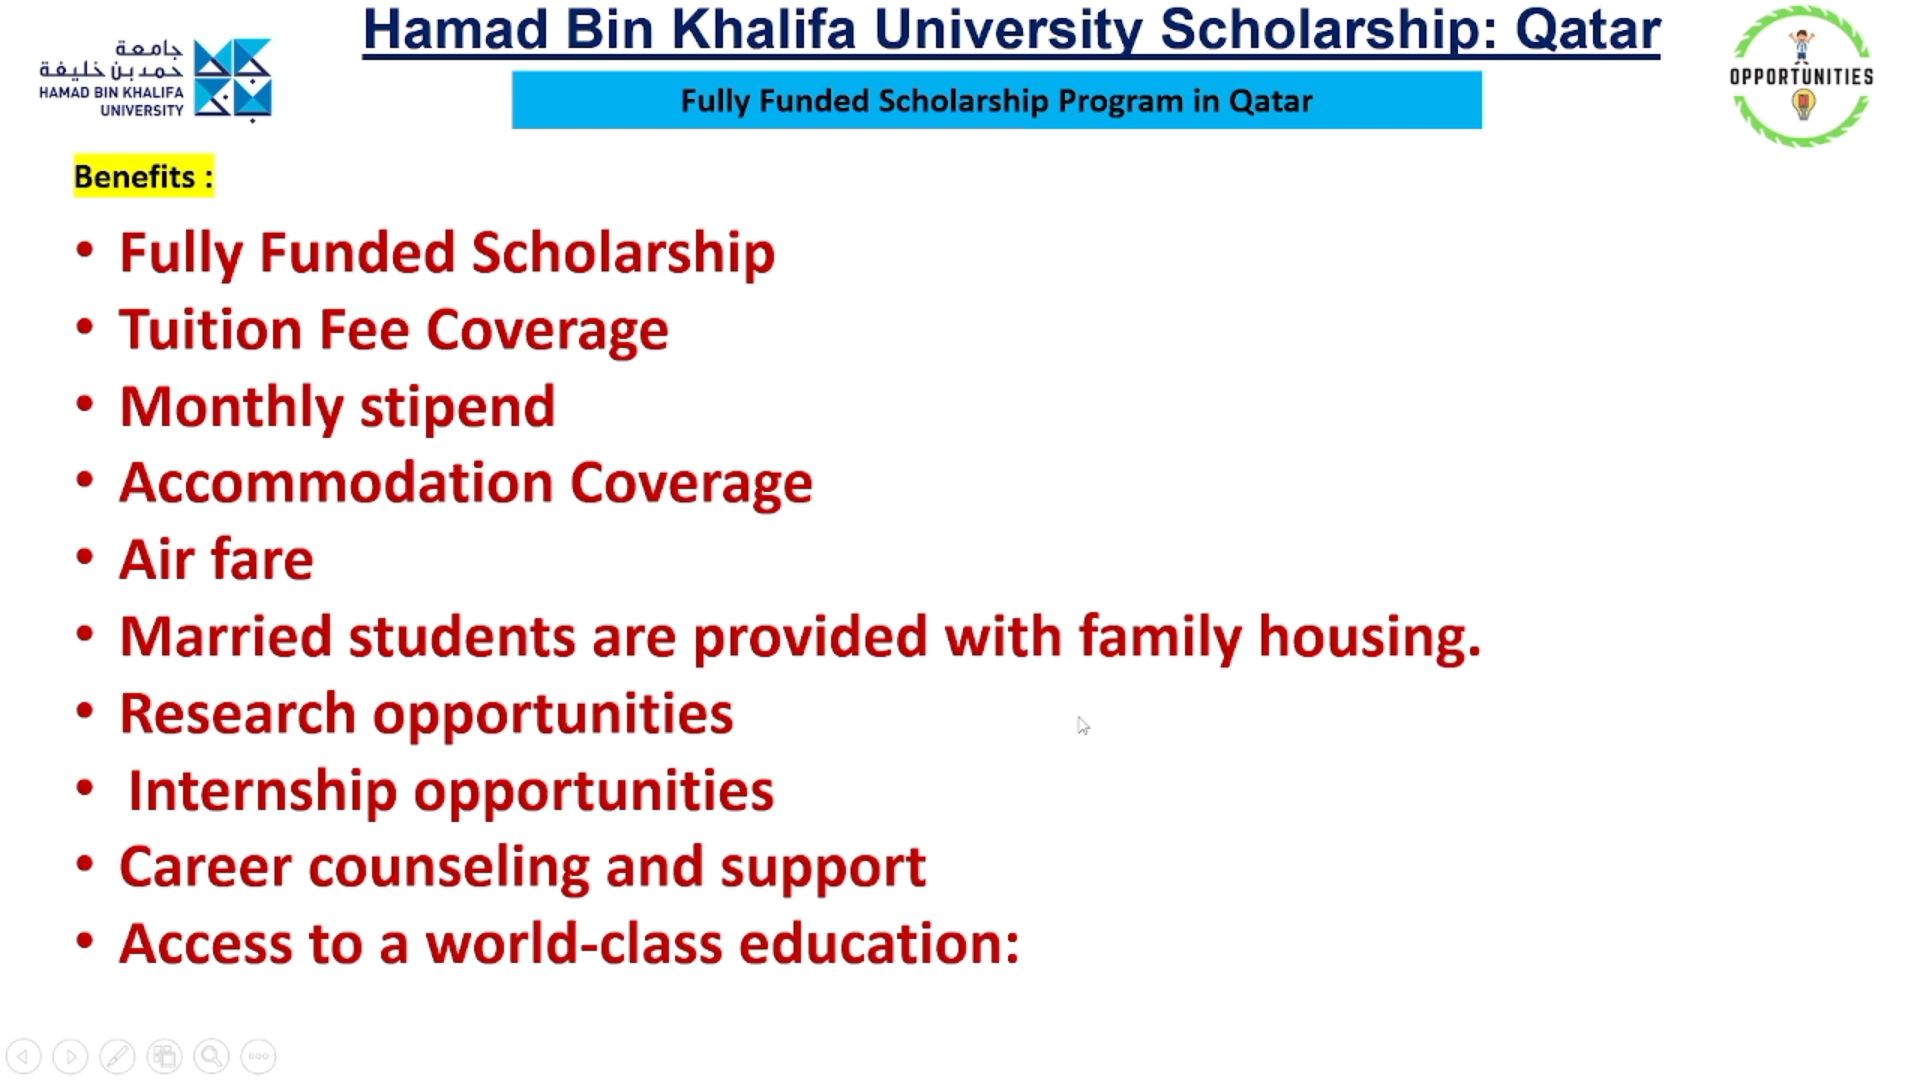 Hamad Bin Khalifa University Scholarship: Qatar
جامعة
حمد بن خليفة
HAMAD BIN KHALIFA
UNIVERSITY
Fully Funded Scholarship Program in Qatar
OPPORTUNITIES
Benefits :
• Fully Funded Scholarship
• Tuition Fee Coverage
• Monthly stipend
• Accommodation Coverage
• Air fare
• Married students are provided with family housing.
• Research opportunities
• Internship opportunities
• Career counseling and support
• Access to a world-class education: